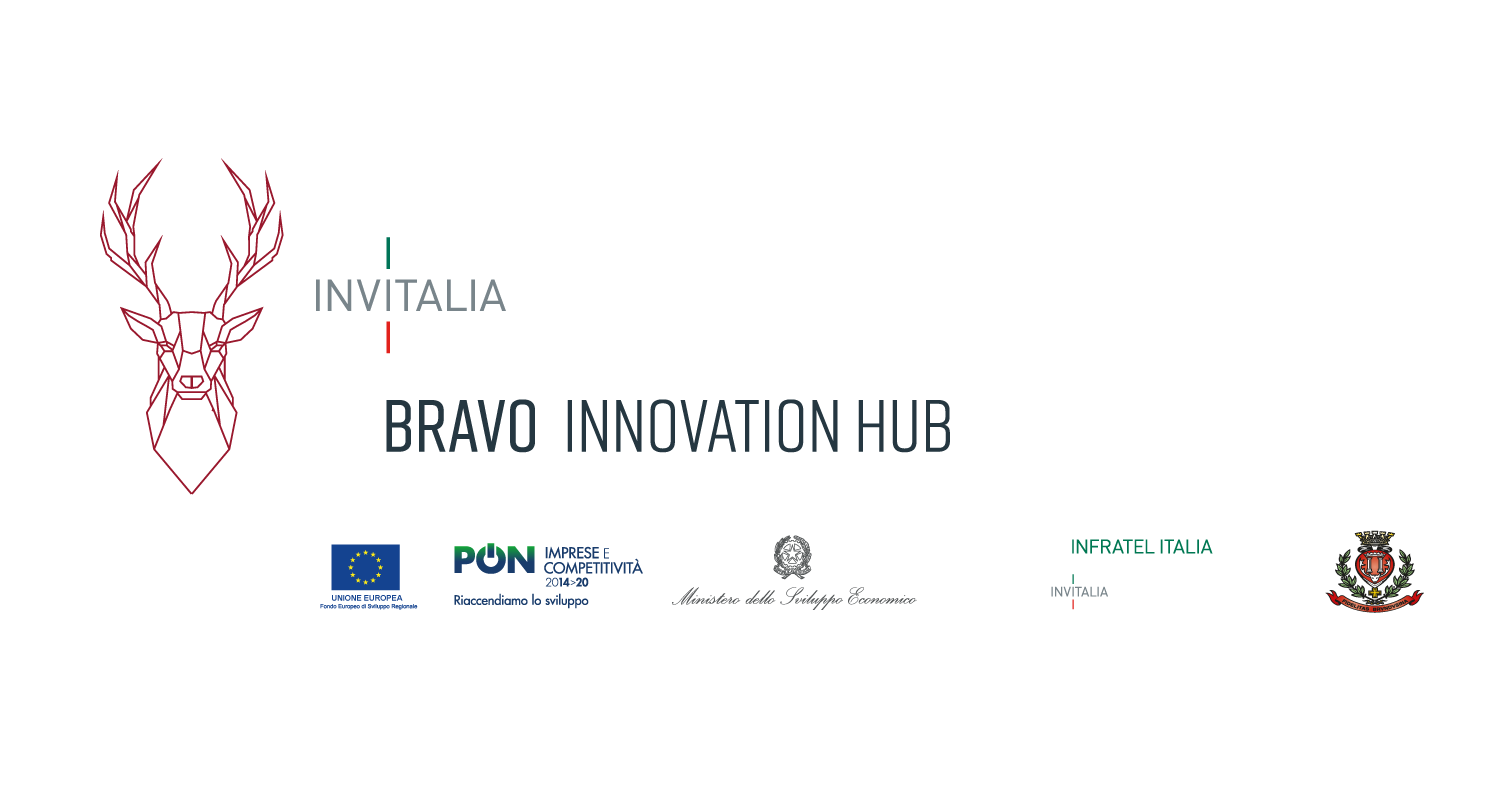 INVITALIA
BRAVO INNOVATION HUB
UNIONE EUROPEA
Fondo Europeo di Sviluppo Regionale
PON IMPRESE E
COMPETITIVITÀ
2014>20
Riaccendiamo lo sviluppo
Ministero dello Sviluppo Economico
INFRATEL ITALIA
INVITALIA